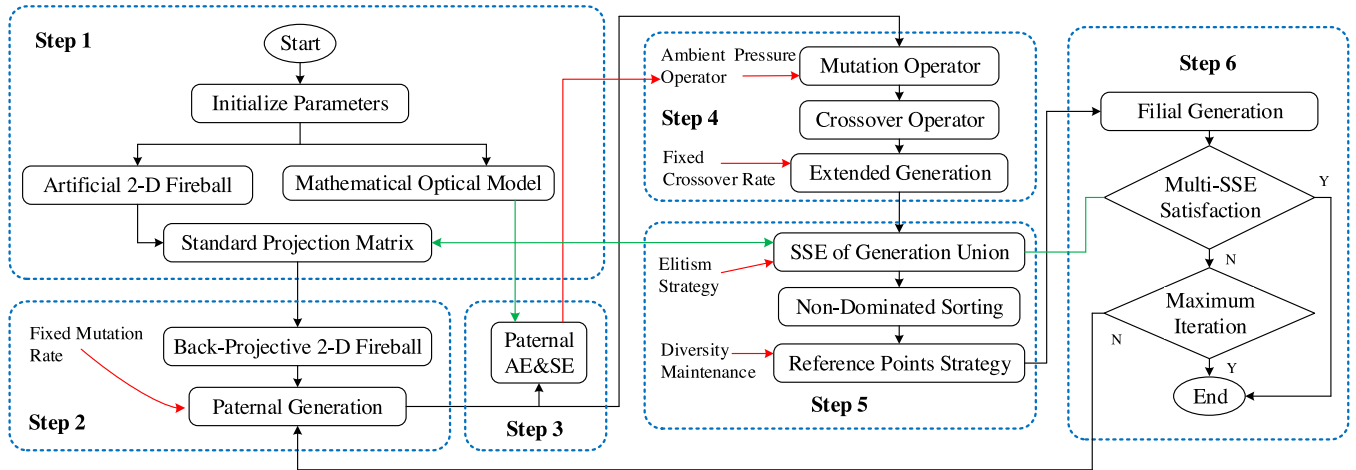 Step 1
Start
Initialize Parameters
Artificial 2-D Fireball
Mathematical Optical Model
Standard Projection Matrix
Fixed Mutation
Rate
Back-Projective 2-D Fireball
Paternal Generation
Step 2
Paternal
AE&SE
Step 3
Ambient Pressure
Operator
Mutation Operator
Crossover Operator
Step 4
Fixed
Crossover Rate
Extended Generation
SSE of Generation Union
Elitism
Strategy
Non-Dominated Sorting
Diversity
Maintenance
Reference Points Strategy
Step 5
Step 6
Filial Generation
Multi-SSE
Satisfaction
Y
N
Maximum
Iteration
N
Y
End